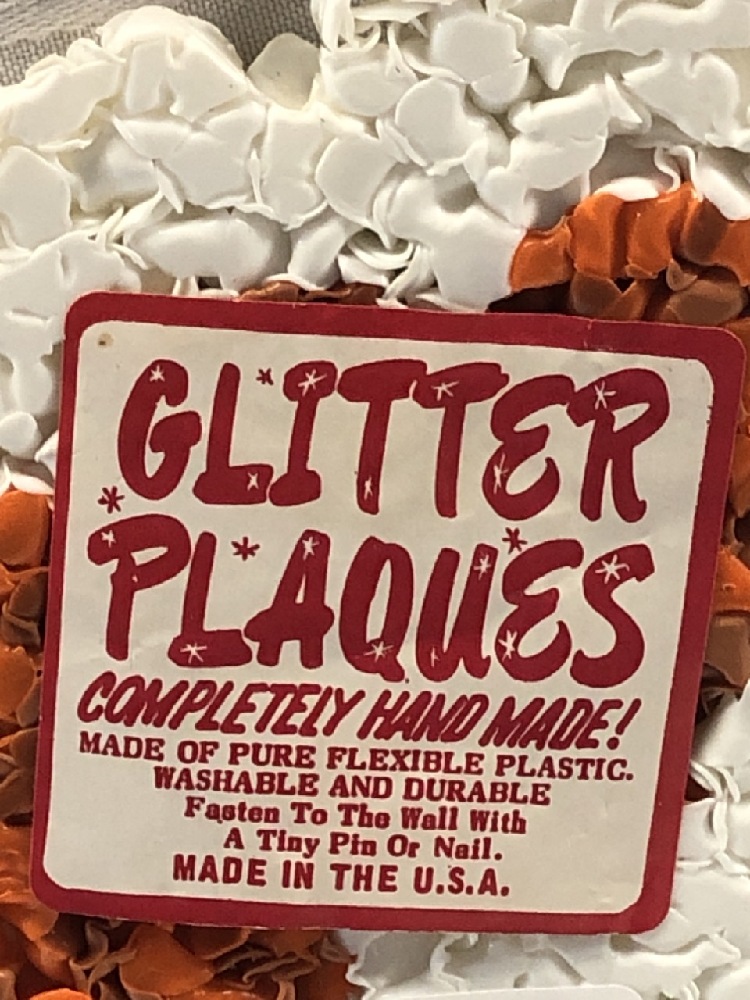 GLITTER
PLAQUES
COMPLETELY HAND MADE!
MADE OF PURE FLEXIBLE PLASTIC.
WASHABLE AND DURABLE
Fasten To The Wall With
A Tiny Pin Or Nail.
MADE IN THE U.S.A.